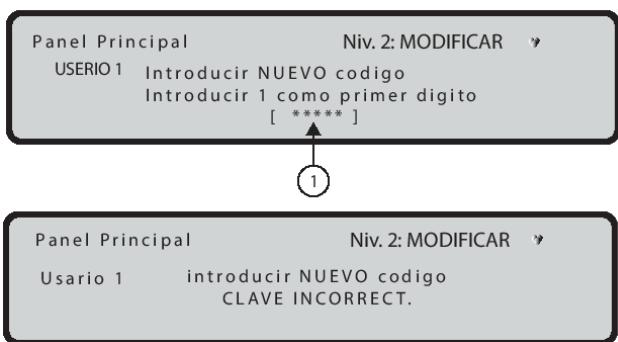 Panel Principal Niv. 2: MODIFICAR
USERIO 1 Introducir NUEVO codigo
Introducir 1 como primer digito
[ ***** ]
1
Panel Principal Niv. 2: MODIFICAR
Usario 1 introducir NUEVO codigo
CLAVE INCORRECT.